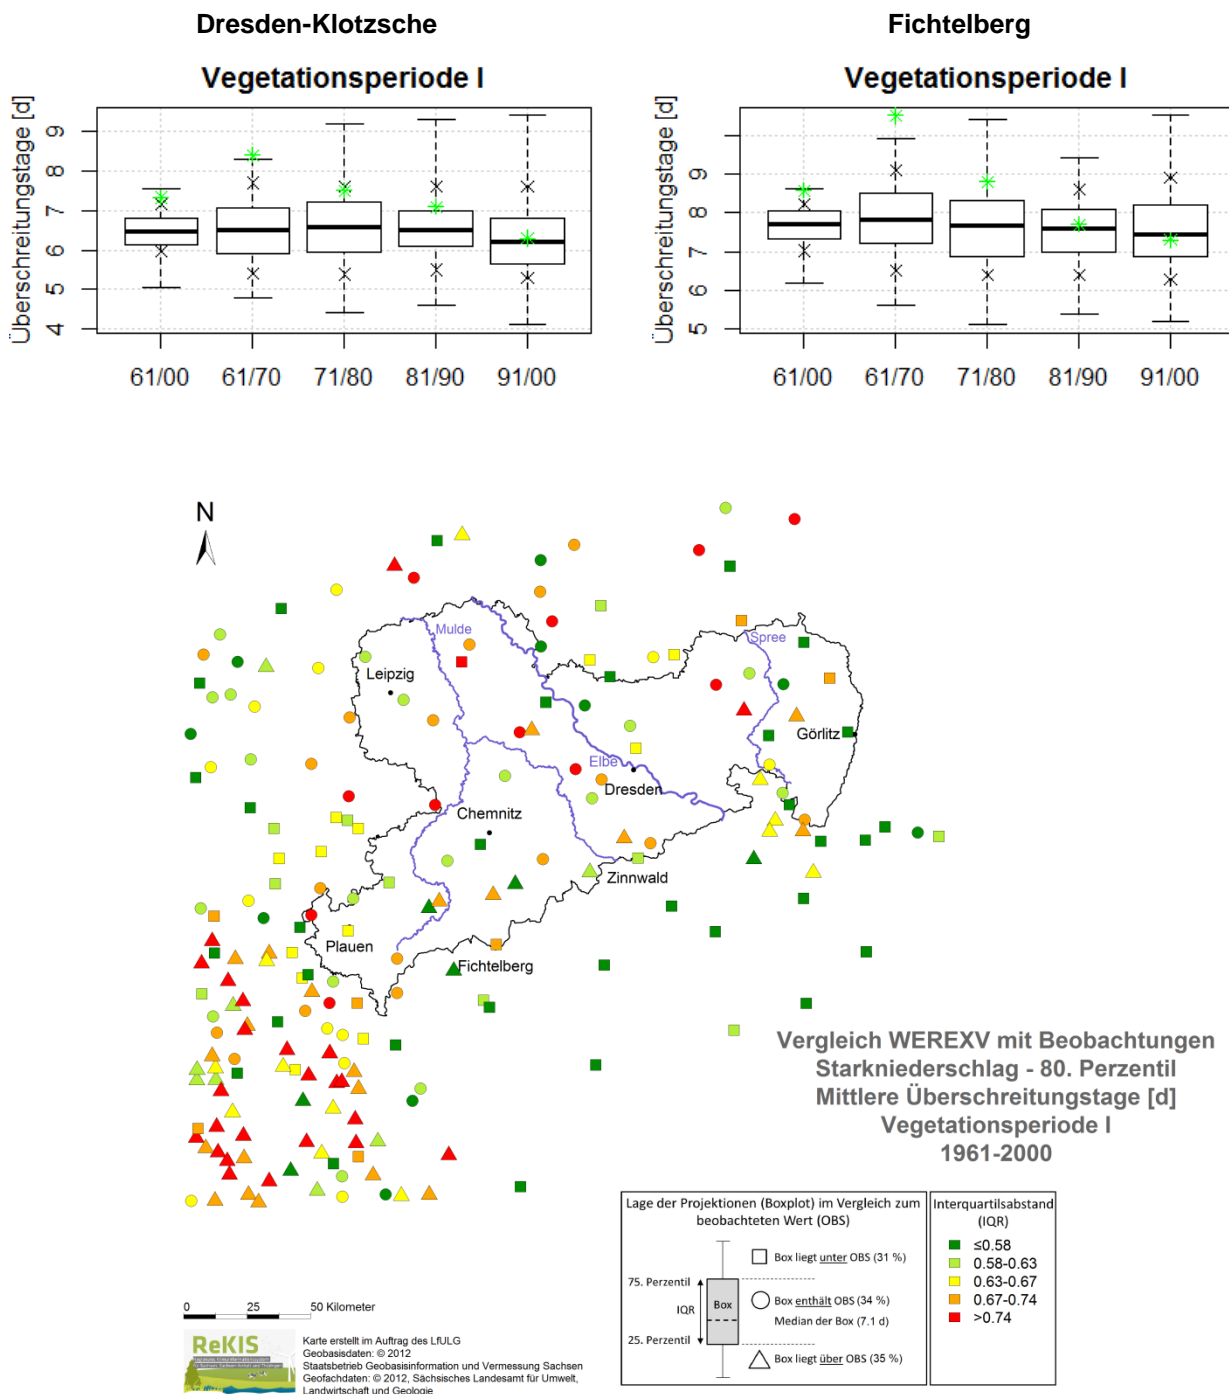 Dresden-Klotzsche
Fichtelberg
Vegetationsperiode I
Vegetationsperiode I
Überschreitungstage [d]
9
8
7
6
5
4
61/00 61/70 71/80 81/90 91/00
Überschreitungstage [d]
9
8
7
6
5
61/00 61/70 71/80 81/90 91/00
N
Mulde
Spree
Leipzig
Görlitz
Elbe
Dresden
Chemnitz
Zinnwald
Plauen
Fichtelberg
Vergleich WEREXV mit Beobachtungen
Starkniederschlag - 80. Perzentil
Mittlere Überschreitungstage [d]
Vegetationsperiode I
1961-2000
Lage der Projektionen (Boxplot) im Vergleich zum
beobachteten Wert (OBS)
Box liegt unter OBS (31 %)
75. Perzentil
IQR
Box
Box enthält OBS (34 %)
Median der Box (7.1 d)
25. Perzentil
Box liegt über OBS (35 %)
Interquartilsabstand
(IQR)
≤0.58
0.58-0.63
0.63-0.67
0.67-0.74
>0.74
0 25 50 Kilometer
ReKIS
Karte erstellt im Auftrag des LfULG
Geobasisdaten: © 2012
Staatsbetrieb Geobasisinformation und Vermessung Sachsen
Geofachdaten: © 2012, Sächsisches Landesamt für Umwelt,
Landwirtschaft und Geologie